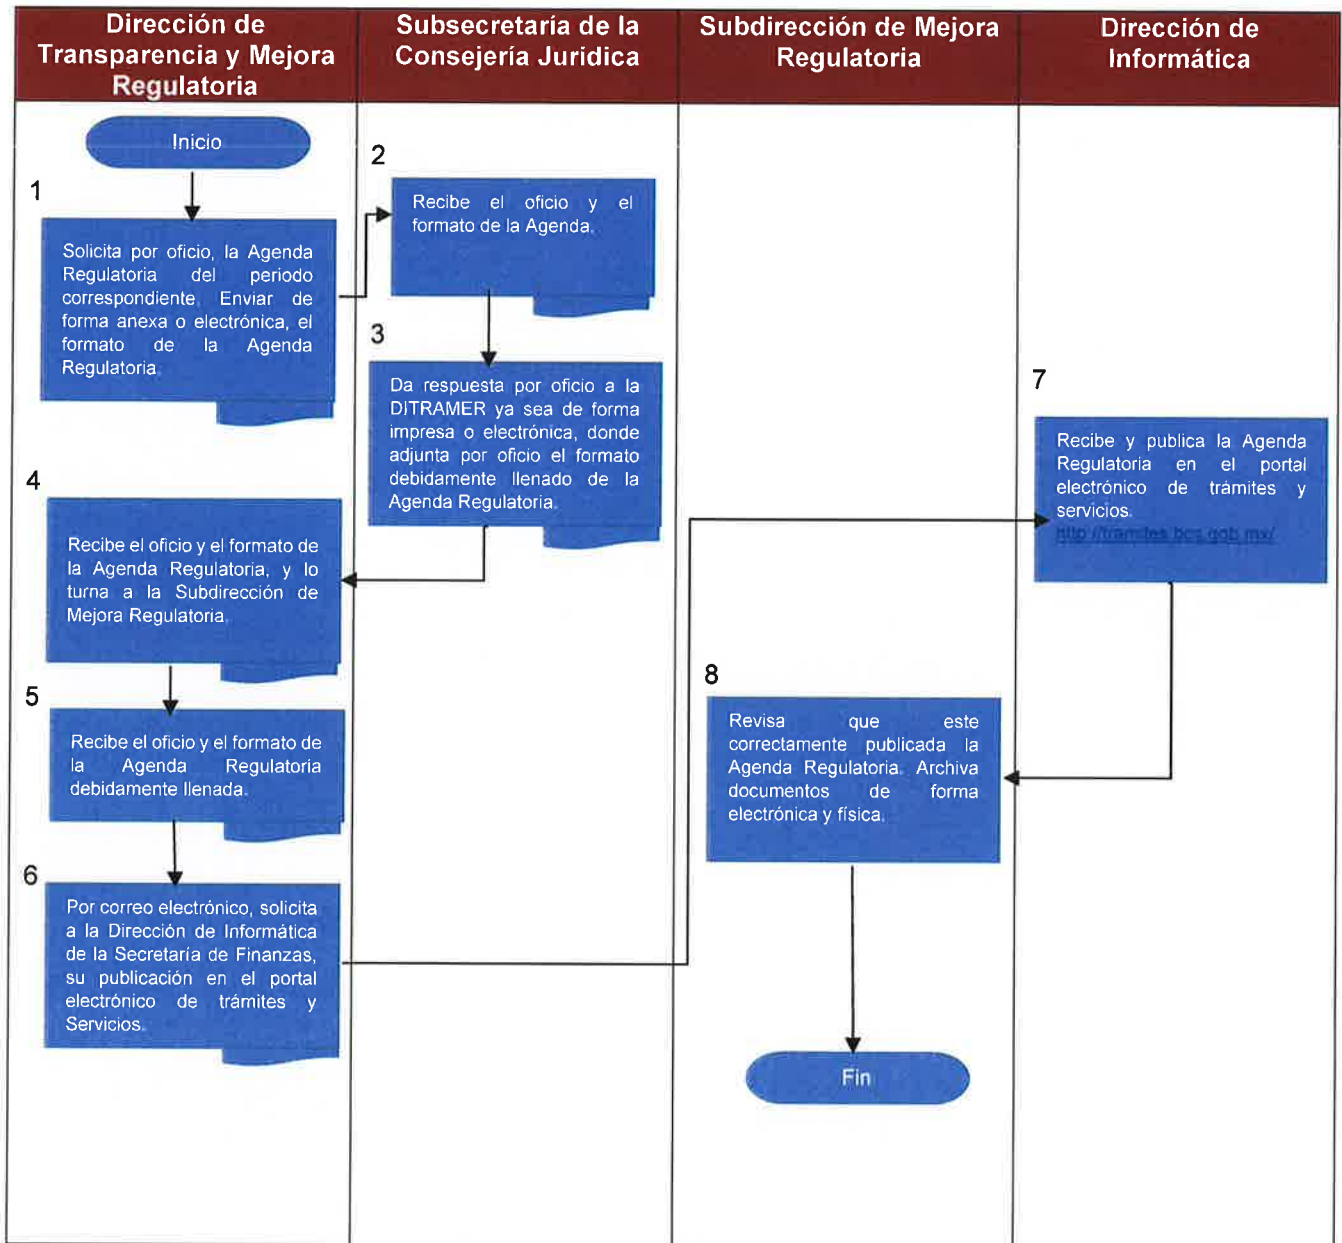 Dirección de
Transparencia y Mejora
Regulatoria
Subsecretaría de la
Consejería Juridica
Subdirección de Mejora
Regulatoria
Dirección de
Informática
Inicio
1
Solicita por oficio, la Agenda
Regulatoria del periodo
correspondiente. Enviar de
forma anexa o electrónica, el
formato de la Agenda
Regulatoria.
2
Recibe el oficio y el
formato de la Agenda.
3
Da respuesta por oficio a la
DITRAMER ya sea de forma
impresa o electrónica, donde
adjunta por oficio el formato
debidamente llenado de la
Agenda Regulatoria.
4
Recibe el oficio y el formato de
la Agenda Regulatoria, y lo
turna a la Subdirección de
Mejora Regulatoria.
5
Recibe el oficio y el formato de
la Agenda Regulatoria
debidamente llenada.
6
Por correo electrónico, solicita
a la Dirección de Informática
de la Secretaría de Finanzas,
su publicación en el portal
electrónico de trámites y
Servicios.
7
Recibe y publica la Agenda
Regulatoria en el portal
electrónico de trámites y
servicios.
http://tramites.bcs.gob.mx/
8
Revisa que este
correctamente publicada la
Agenda Regulatoria. Archiva
documentos de forma
electrónica y física.
Fin